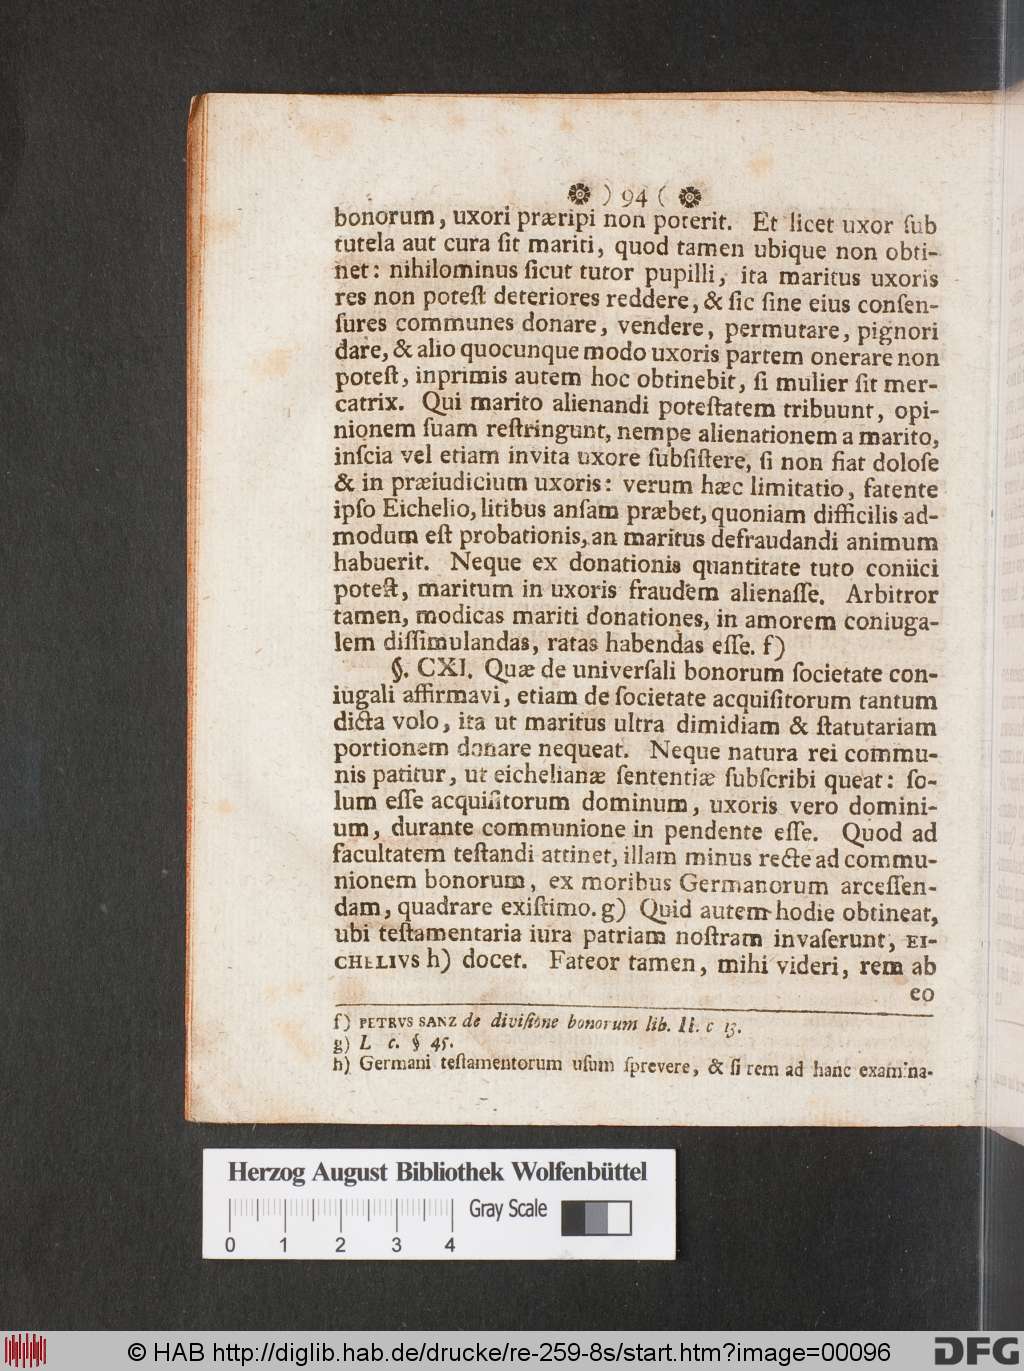 ❁ ) 94 ( ❁
bonorum, uxori præripi non poterit. Et licet uxor ſub
tutela aut cura ſit mariti, quod tamen ubique non obti-
net: nihilominus ſicut tutor pupilli, ita maritus uxoris
res non poteſt deteriores reddere, & ſic ſine eius conſen-
ſu res communes donare, vendere, permutare, pignori
dare, & alio quocunque modo uxoris partem onerare non
poteſt, inprimis autem hoc obtinebit, ſi mulier ſit mer-
catrix. Qui marito alienandi poteſtatem tribuunt, opi-
nionem ſuam reſtringunt, nempe alienationem a marito,
inſcia vel etiam invita uxore ſubſiſtere, ſi non fiat doloſe
& in præiudicium uxoris: verum hæc limitatio, fatente
ipſo Eichelio, litibus anſam præbet, quoniam difficilis ad-
modum eſt probationis, an maritus defraudandi animum
habuerit. Neque ex donationis quantitate tuto coniici
poteſt, maritum in uxoris fraudem alienaſſe. Arbitror
tamen, modicas mariti donationes, in amorem coniuga-
lem diſſimulandas, ratas habendas eſſe. f)
§. CXI. Quæ de univerſali bonorum ſocietate con-
iugali affirmavi, etiam de ſocietate acquiſitorum tantum
dicta volo, ita ut maritus ultra dimidiam & ſtatutariam
portionem donare nequeat. Neque natura rei commu-
nis patitur, ut eichelianæ ſententiæ ſubſcribi queat: ſo-
lum eſſe acquiſitorum dominum, uxoris vero domini-
um, durante communione in pendente eſſe. Quod ad
facultatem teſtandi attinet, illam minus recte ad commu-
nionem bonorum, ex moribus Germanorum arceſſen-
dam, quadrare exiſtimo. g) Quid autem hodie obtineat,
ubi teſtamentaria iura patriam noſtram invaſerunt, EI-
CHELIVS h) docet. Fateor tamen, mihi videri, rem ab
eo
f) PETRVS SANZ de diviſione bonorum lib. II. c 13.
g) L c. § 45.
h) Germani teſtamentorum uſum ſprevere, & ſi rem ad hanc examina-
Herzog August Bibliothek Wolfenbüttel
Gray Scale
0 1 2 3 4
© HAB http://diglib.hab.de/drucke/re-259-8s/start.htm?image=00096
DFG